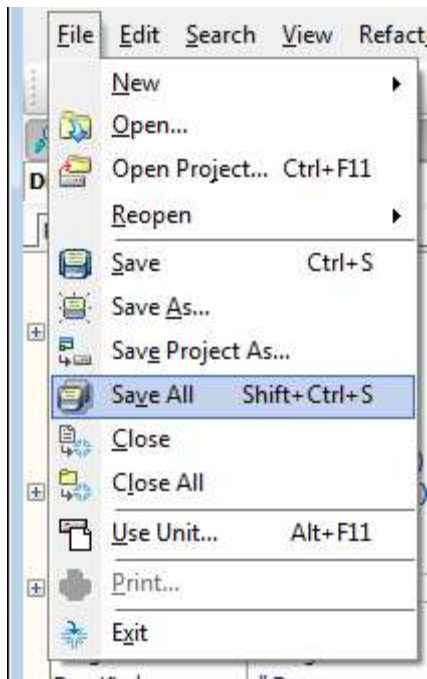 File Edit Search View Refact
New
Open...
Open Project... Ctrl+F11
Reopen
Save Ctrl+S
Save As...
Save Project As...
Save All Shift+Ctrl+S
Close
Close All
Use Unit... Alt+F11
Print...
Exit